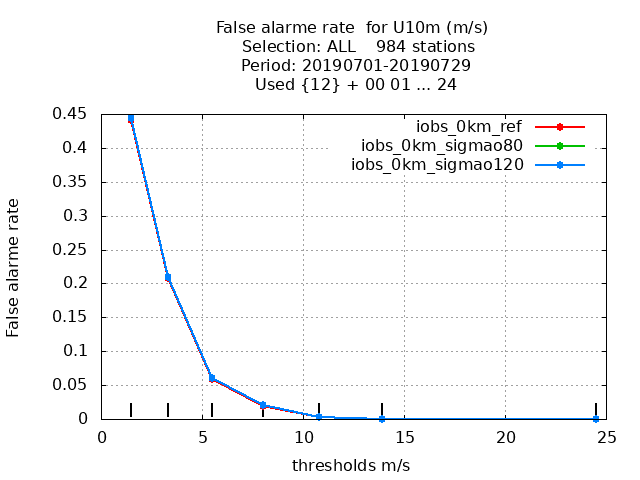 False alarme rate  for U10m (m/s)
Selection: ALL    984 stations
Period: 20190701-20190729
Used {12} + 00 01 ... 24
iobs_0km_ref
iobs_0km_sigmao80
iobs_0km_sigmao120
False alarme rate
0.45
0.4
0.35
0.3
0.25
0.2
0.15
0.1
0.05
0
0 5 10 15 20 25
thresholds m/s